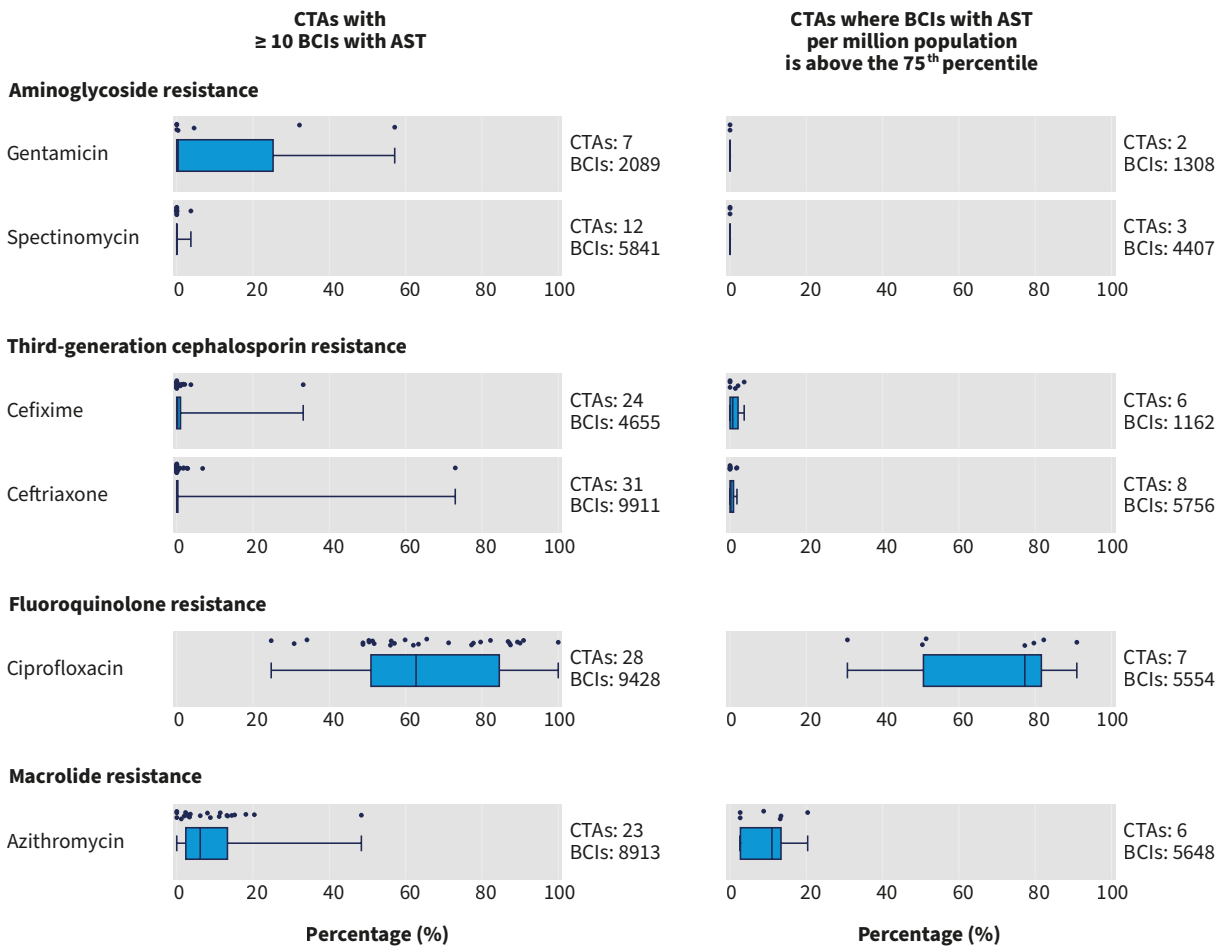 CTAs with
≥ 10 BCIs with AST
CTAs where BCIs with AST
per million population
is above the 75th percentile
Aminoglycoside resistance
Gentamicin
CTAs: 7
BCIs: 2089
CTAs: 2
BCIs: 1308
Spectinomycin
CTAs: 12
BCIs: 5841
CTAs: 3
BCIs: 4407
0 20 40 60 80 100
0 20 40 60 80 100
Third-generation cephalosporin resistance
Cefixime
CTAs: 24
BCIs: 4655
CTAs: 6
BCIs: 1162
Ceftriaxone
CTAs: 31
BCIs: 9911
CTAs: 8
BCIs: 5756
0 20 40 60 80 100
0 20 40 60 80 100
Fluoroquinolone resistance
Ciprofloxacin
CTAs: 28
BCIs: 9428
CTAs: 7
BCIs: 5554
0 20 40 60 80 100
0 20 40 60 80 100
Macrolide resistance
Azithromycin
CTAs: 23
BCIs: 8913
CTAs: 6
BCIs: 5648
0 20 40 60 80 100
0 20 40 60 80 100
Percentage (%)
Percentage (%)